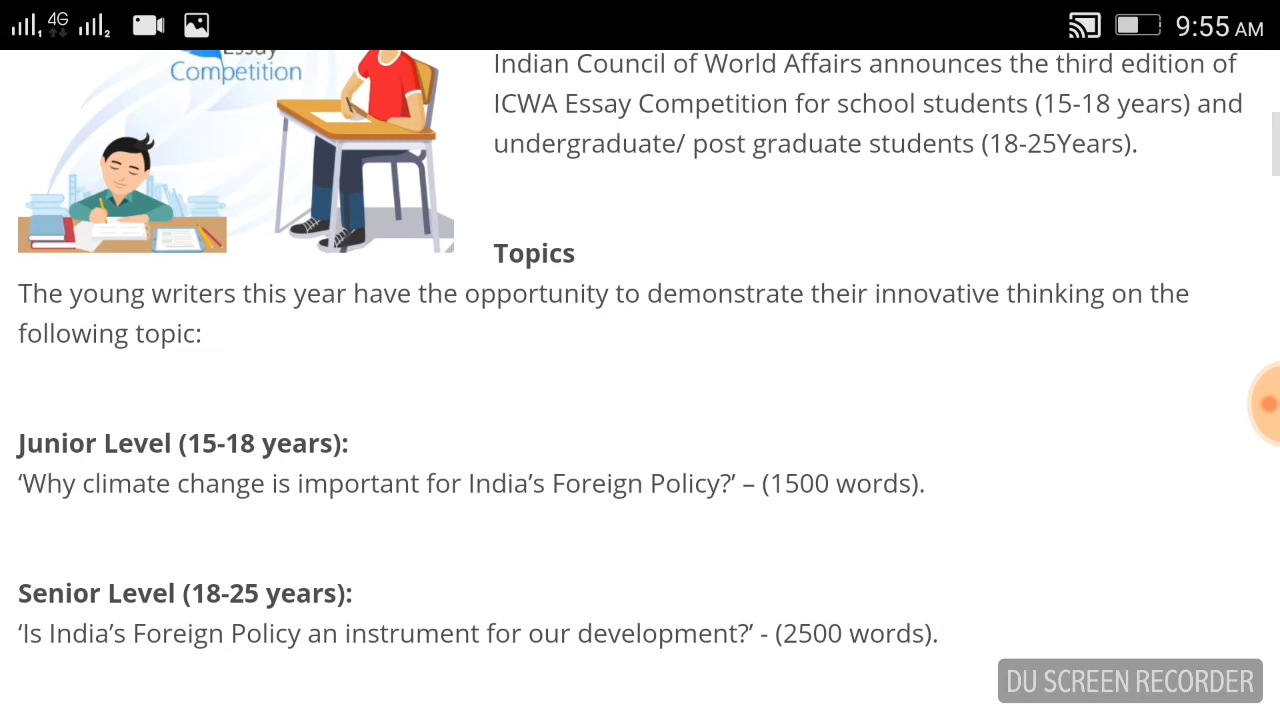 4G
1
2
9:55 AM
Essay
Competition
Indian Council of World Affairs announces the third edition of
ICWA Essay Competition for school students (15-18 years) and
undergraduate/ post graduate students (18-25Years).
Topics
The young writers this year have the opportunity to demonstrate their innovative thinking on the
following topic:
Junior Level (15-18 years):
‘Why climate change is important for India’s Foreign Policy?’ – (1500 words).
Senior Level (18-25 years):
‘Is India’s Foreign Policy an instrument for our development?’ - (2500 words).
DU SCREEN RECORDER